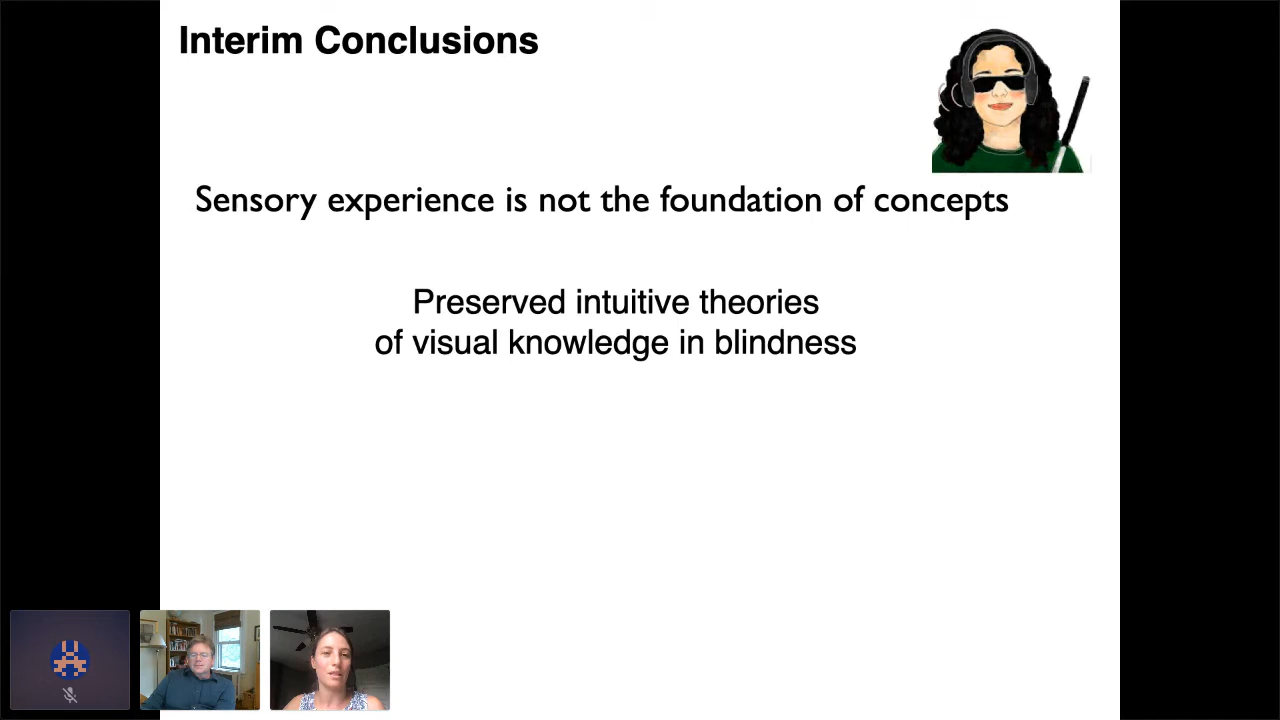 Interim Conclusions
Sensory experience is not the foundation of concepts
Preserved intuitive theories
of visual knowledge in blindness